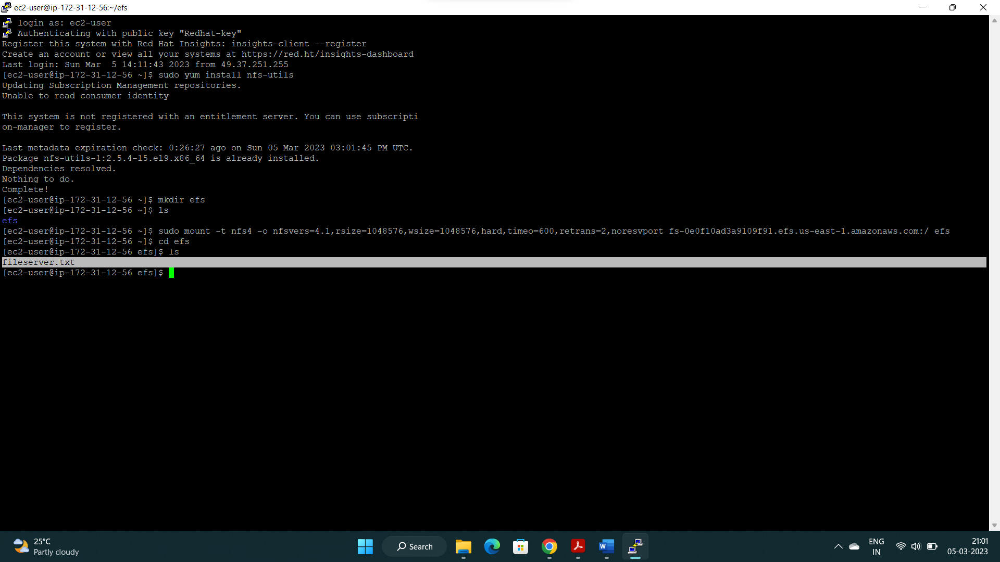 ec2-user@ip-172-31-12-56:~/efs
login as: ec2-user
Authenticating with public key "Redhat-key"
Register this system with Red Hat Insights: insights-client --register
Create an account or view all your systems at https://red.ht/insights-dashboard
Last login: Sun Mar  5 14:11:43 2023 from 49.37.251.255
[ec2-user@ip-172-31-12-56 ~]$ sudo yum install nfs-utils
Updating Subscription Management repositories.
Unable to read consumer identity
This system is not registered with an entitlement server. You can use subscripti
on-manager to register.
Last metadata expiration check: 0:26:27 ago on Sun 05 Mar 2023 03:01:45 PM UTC.
Package nfs-utils-1:2.5.4-15.el9.x86_64 is already installed.
Dependencies resolved.
Nothing to do.
Complete!
[ec2-user@ip-172-31-12-56 ~]$ mkdir efs
[ec2-user@ip-172-31-12-56 ~]$ ls
efs
[ec2-user@ip-172-31-12-56 ~]$ sudo mount -t nfs4 -o nfsvers=4.1,rsize=1048576,wsize=1048576,hard,timeo=600,retrans=2,noresvport fs-0e0f10ad3a9109f91.efs.us-east-1.amazonaws.com:/ efs
[ec2-user@ip-172-31-12-56 ~]$ cd efs
[ec2-user@ip-172-31-12-56 efs]$ ls
fileserver.txt
[ec2-user@ip-172-31-12-56 efs]$
25°C
Partly cloudy
Search
ENG
IN
21:01
05-03-2023